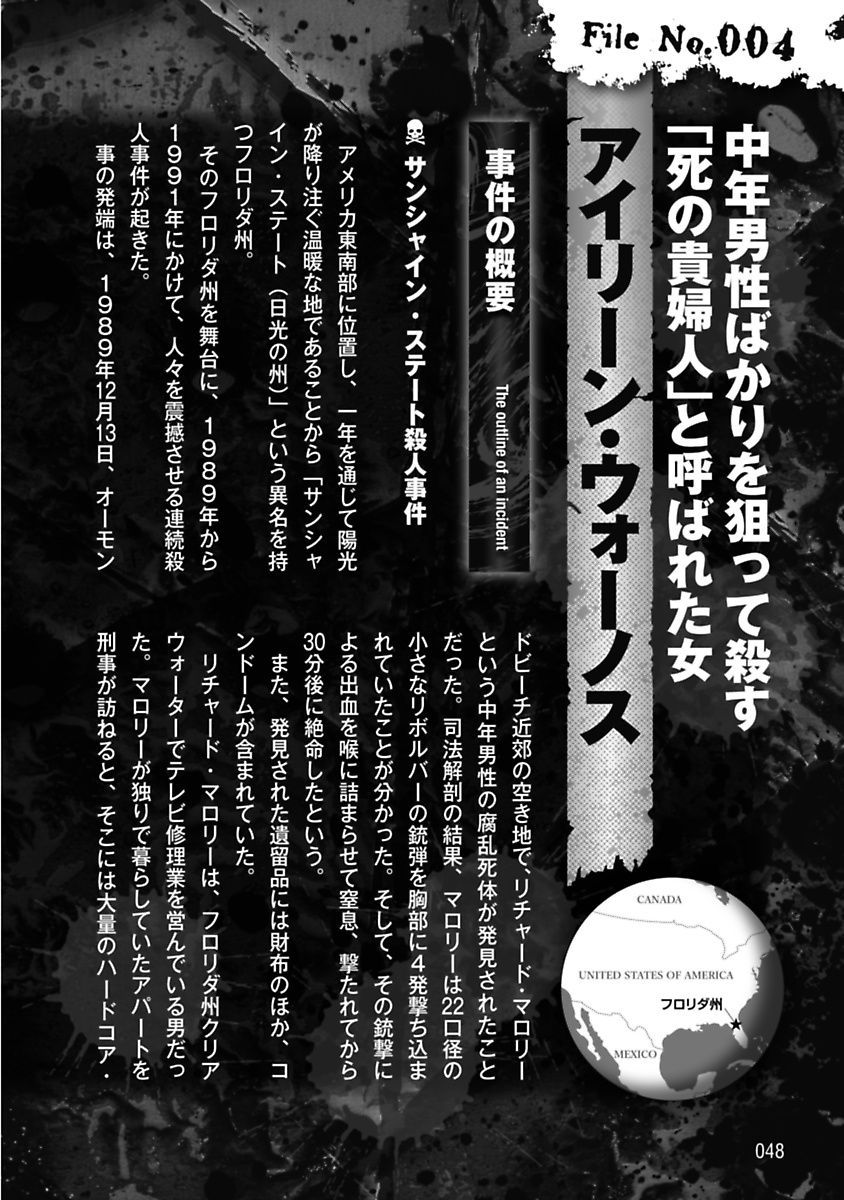 File No.004
中年男性ばかりを狙って殺す
「死の貴婦人」と呼ばれた女
アイリーン・ウォーノス
事件の概要
The outline of an incident
サンシャイン・ステート殺人事件
アメリカ東南部に位置し、一年を通じて陽光
が降り注ぐ温暖な地であることから「サンシャ
イン・ステート（日光の州）」という異名を持
つフロリダ州。
そのフロリダ州を舞台に、1989年から
1991年にかけて、人々を震撼させる連続殺
人事件が起きた。
事の発端は、1989年12月13日、オーモン
ドビーチ近郊の空き地で、リチャード・マロリー
という中年男性の腐乱死体が発見されたこと
だった。司法解剖の結果、マロリーは22口径の
小さなリボルバーの銃弾を胸部に4発撃ち込ま
れていたことが分かった。そして、その銃撃に
よる出血を喉に詰まらせて窒息、撃たれてから
30分後に絶命したという。
また、発見された遺留品には財布のほか、コ
ンドームが含まれていた。
リチャード・マロリーは、フロリダ州クリア
ウォーターでテレビ修理業を営んでいる男だっ
た。マロリーが独りで暮らしていたアパートを
刑事が訪ねると、そこには大量のハードコア・
CANADA
UNITED STATES OF AMERICA
フロリダ州
MEXICO
048